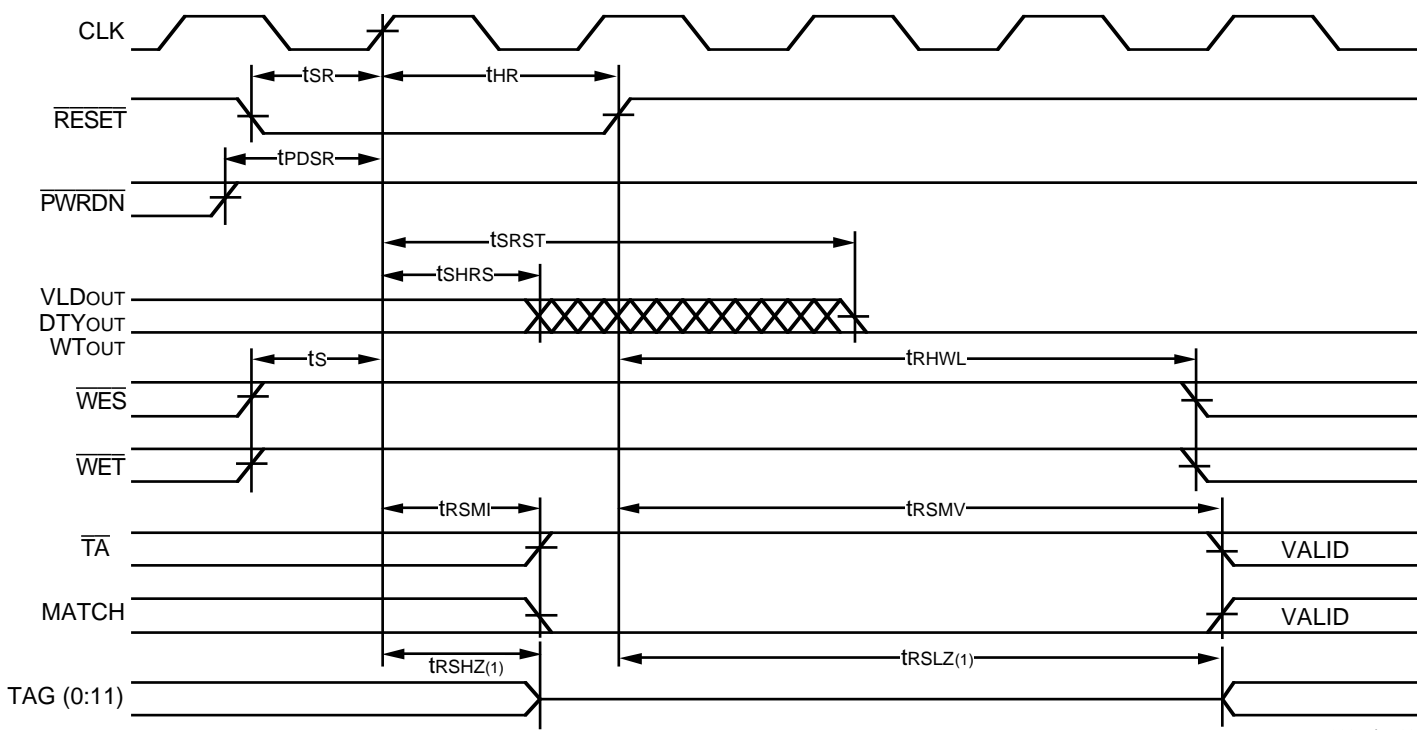 CLK
tSR
tHR
RESET
tPDSR
PWRDN
tSRST
tSHRS
VLDOUT
DTYOUT
WTOUT
tS
tRHWL
WES
WET
tRSMI
tRSMV
TA
VALID
MATCH
VALID
tRSHZ(1)
tRSLZ(1)
TAG (0:11)